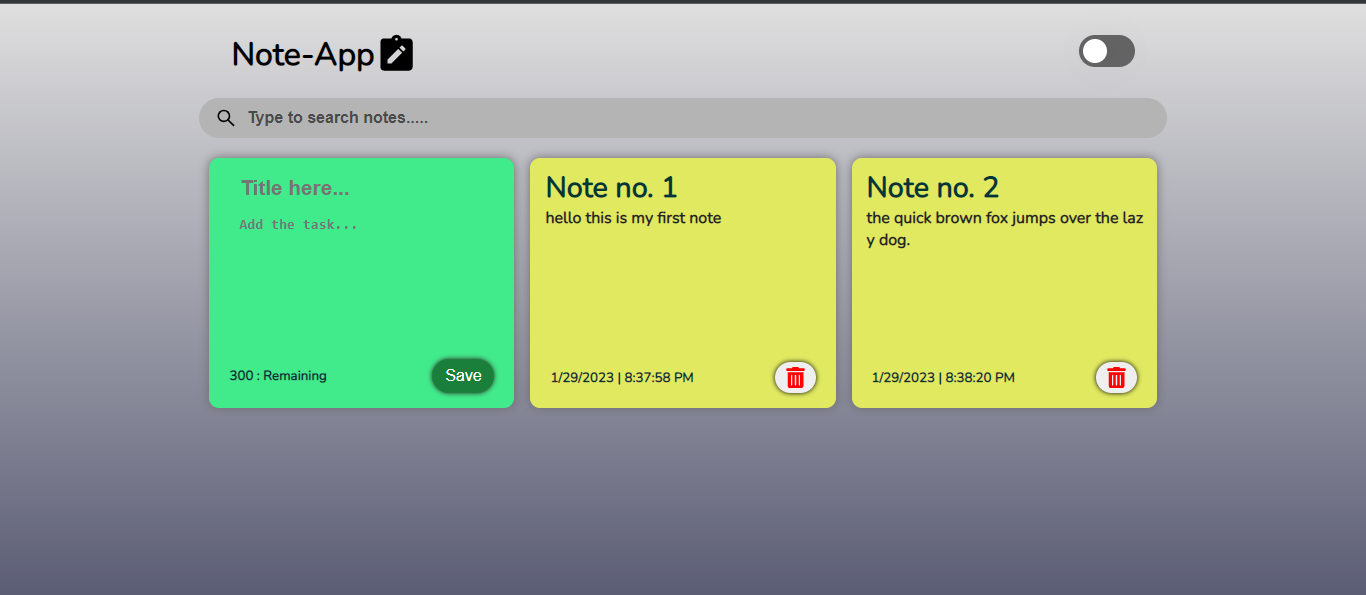 Note-App
Type to search notes.....
Title here...
Add the task...
300 : Remaining
Save
Note no. 1
hello this is my first note
1/29/2023 | 8:37:58 PM
Note no. 2
the quick brown fox jumps over the laz
y dog.
1/29/2023 | 8:38:20 PM